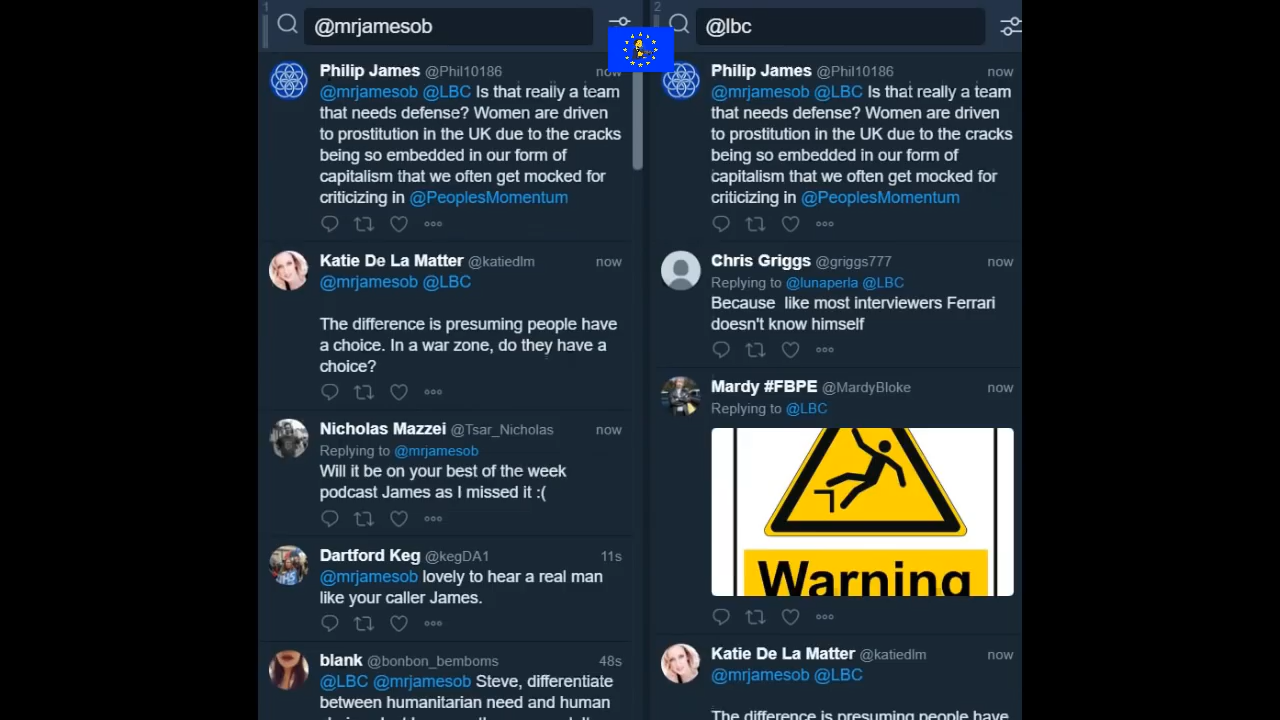 1
@mrjamesob
Philip James @Phil10186 now
@mrjamesob @LBC Is that really a team
that needs defense? Women are driven
to prostitution in the UK due to the cracks
being so embedded in our form of
capitalism that we often get mocked for
criticizing in @PeoplesMomentum
Katie De La Matter @katiedlm now
@mrjamesob @LBC
The difference is presuming people have
a choice. In a war zone, do they have a
choice?
Nicholas Mazzei @Tsar_Nicholas now
Replying to @mrjamesob
Will it be on your best of the week
podcast James as I missed it :(
Dartford Keg @kegDA1 11s
@mrjamesob lovely to hear a real man
like your caller James.
blank @bonbon_bemboms 48s
@LBC @mrjamesob Steve, differentiate
between humanitarian need and human
2
@lbc
Philip James @Phil10186 now
@mrjamesob @LBC Is that really a team
that needs defense? Women are driven
to prostitution in the UK due to the cracks
being so embedded in our form of
capitalism that we often get mocked for
criticizing in @PeoplesMomentum
Chris Griggs @griggs777 now
Replying to @lunaperla @LBC
Because like most interviewers Ferrari
doesn't know himself
Mardy #FBPE @MardyBloke now
Replying to @LBC
Warning
Katie De La Matter @katiedlm now
@mrjamesob @LBC
The difference is presuming people have